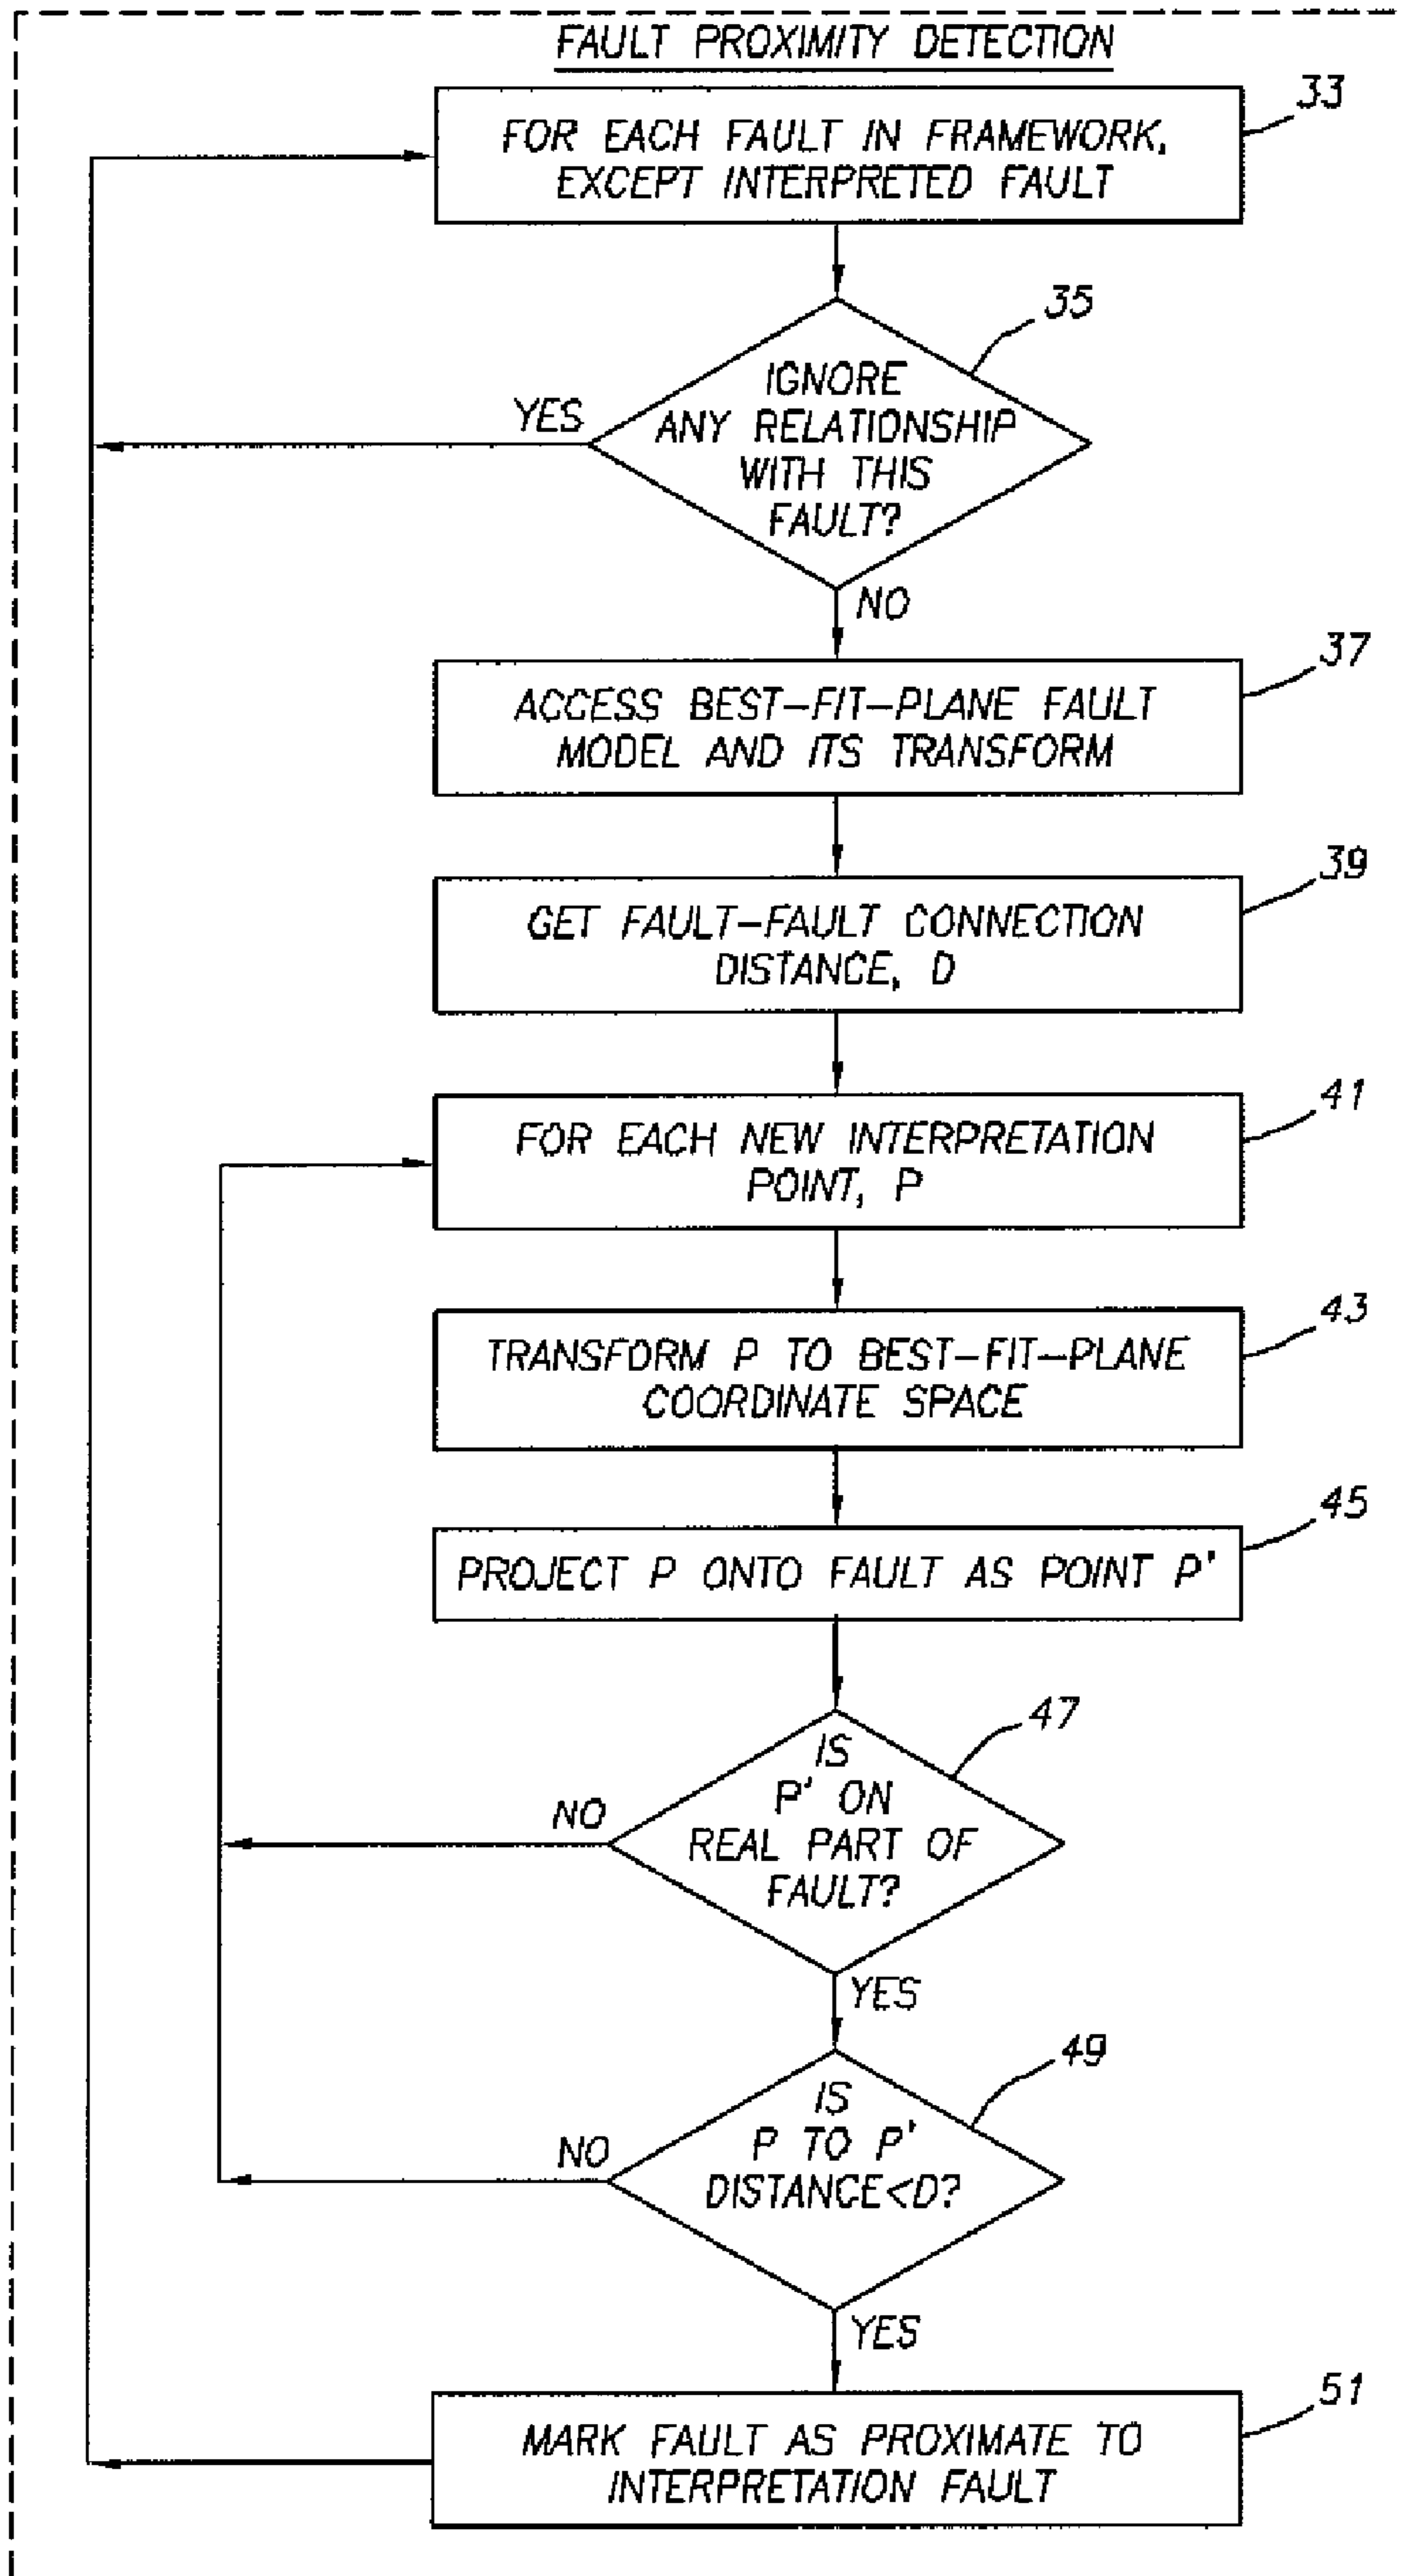 FAULT PROXIMITY DETECTION
33
FOR EACH FAULT IN FRAMEWORK,
EXCEPT INTERPRETED FAULT
35
IGNORE
ANY RELATIONSHIP
WITH THIS
FAULT?
YES
NO
37
ACCESS BEST-FIT-PLANE FAULT
MODEL AND ITS TRANSFORM
39
GET FAULT-FAULT CONNECTION
DISTANCE, D
41
FOR EACH NEW INTERPRETATION
POINT, P
43
TRANSFORM P TO BEST-FIT-PLANE
COORDINATE SPACE
45
PROJECT P ONTO FAULT AS POINT P'
47
IS
P' ON
REAL PART OF
FAULT?
NO
YES
49
IS
P TO P'
DISTANCE<D?
NO
YES
51
MARK FAULT AS PROXIMATE TO
INTERPRETATION FAULT